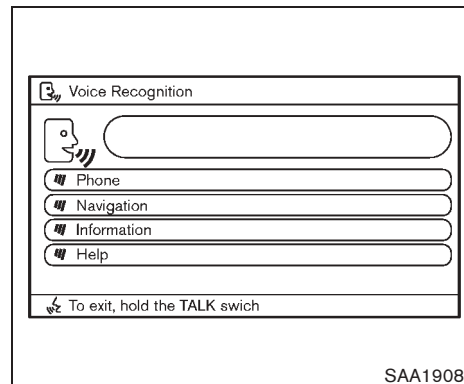 Voice Recognition
Phone
Navigation
Information
Help
To exit, hold the TALK swich
SAA1908